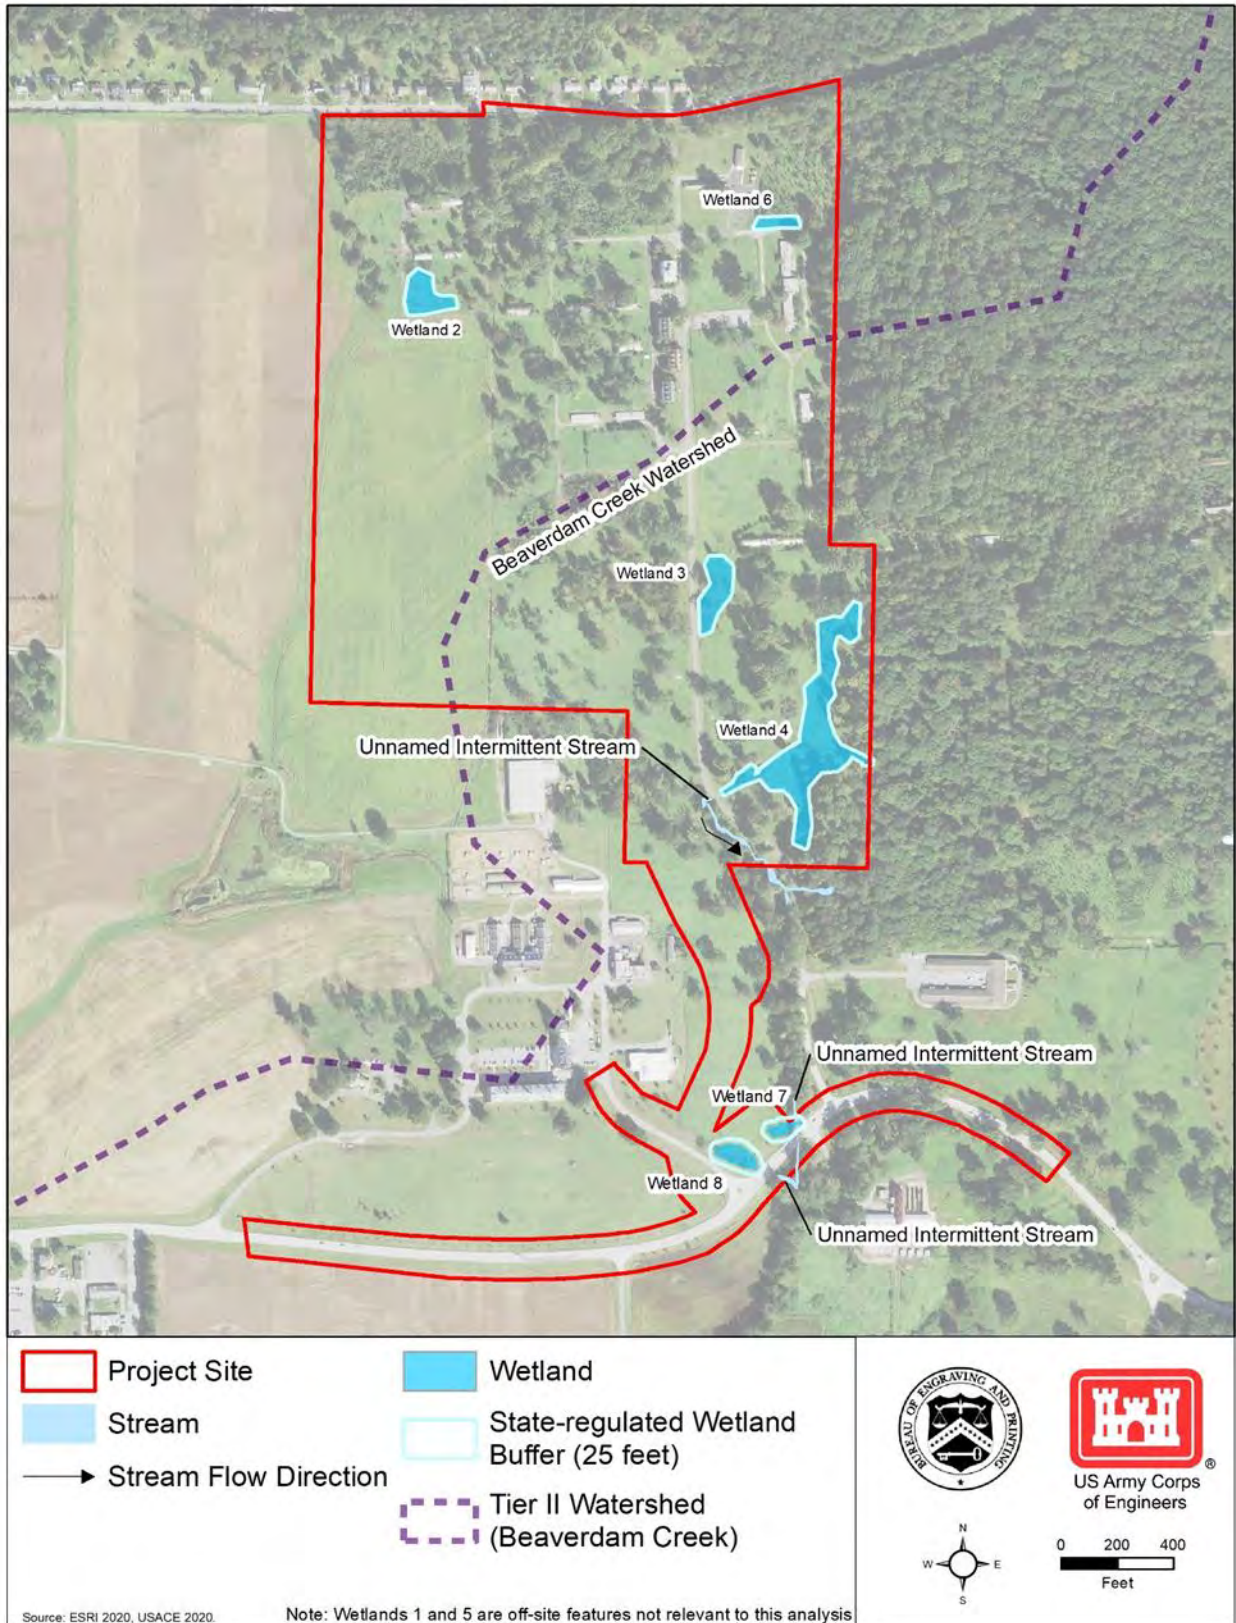 Wetland 6
Wetland 2
Beaverdam Creek Watershed
Wetland 3
Wetland 4
Unnamed Intermittent Stream
Unnamed Intermittent Stream
Wetland 7
Wetland 8
Unnamed Intermittent Stream
Project Site
Stream
Stream Flow Direction
Wetland
State-regulated Wetland
Buffer (25 feet)
Tier II Watershed
(Beaverdam Creek)
BUREAU OF ENGRAVING AND PRINTING
®
US Army Corps
of Engineers
N
W E
S
0 200 400
Feet
Source: ESRI 2020, USACE 2020.
Note: Wetlands 1 and 5 are off-site features not relevant to this analysis